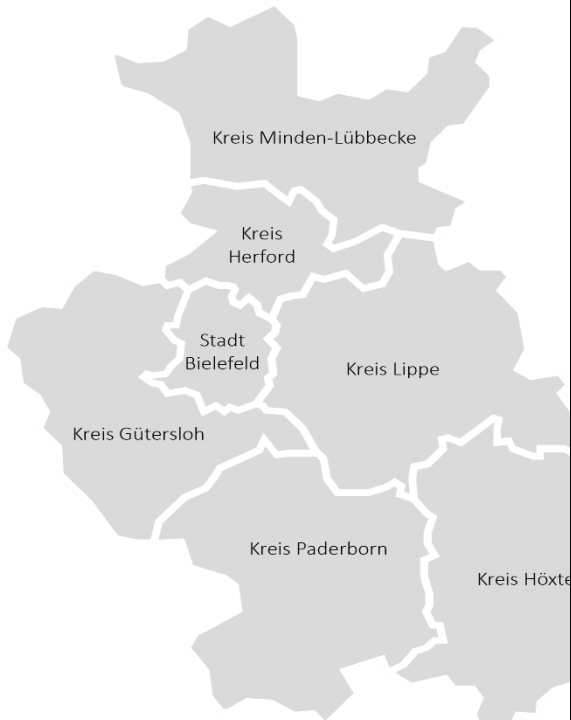 Kreis Minden-Lübbecke
Kreis
Herford
Stadt
Bielefeld
Kreis Lippe
Kreis Gütersloh
Kreis Paderborn
Kreis Höxte